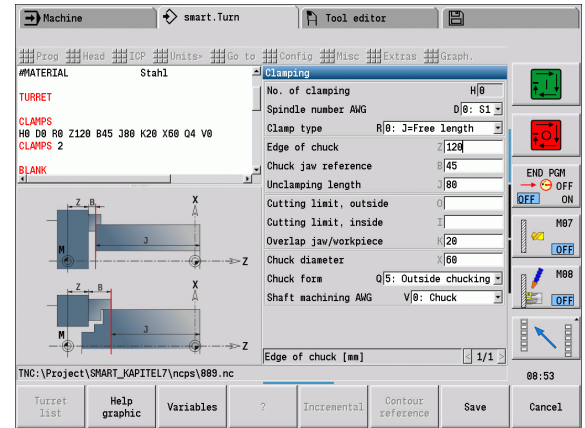 Machine
smart.Turn
Tool editor
Prog Head ICP Units» Go to Config Misc Extras Graph.
#MATERIAL Stahl
TURRET
CLAMPS
H0 D0 R0 Z120 B45 J80 K20 X60 Q4 V0
CLAMPS 2
BLANK
Clamping
No. of clamping H 0
Spindle number AWG D 0: S1
Clamp type R 0: J=Free length
Edge of chuck Z 120
Chuck jaw reference B 45
Unclamping length J 80
Cutting limit, outside O
Cutting limit, inside I
Overlap jaw/workpiece K 20
Chuck diameter X 60
Chuck form Q 5: Outside chucking
Shaft machining AWG V 0: Chuck
Edge of chuck [mm] < 1/1 >
Z B X
J
M Z
Z B X
J
M Z
TNC:\Project\SMART_KAPITEL7\ncps\889.nc
END PGM
OFF
OFF ON
M07
OFF
M08
OFF
08:53
Turret list
Help graphic
Variables
?
Incremental
Contour reference
Save
Cancel